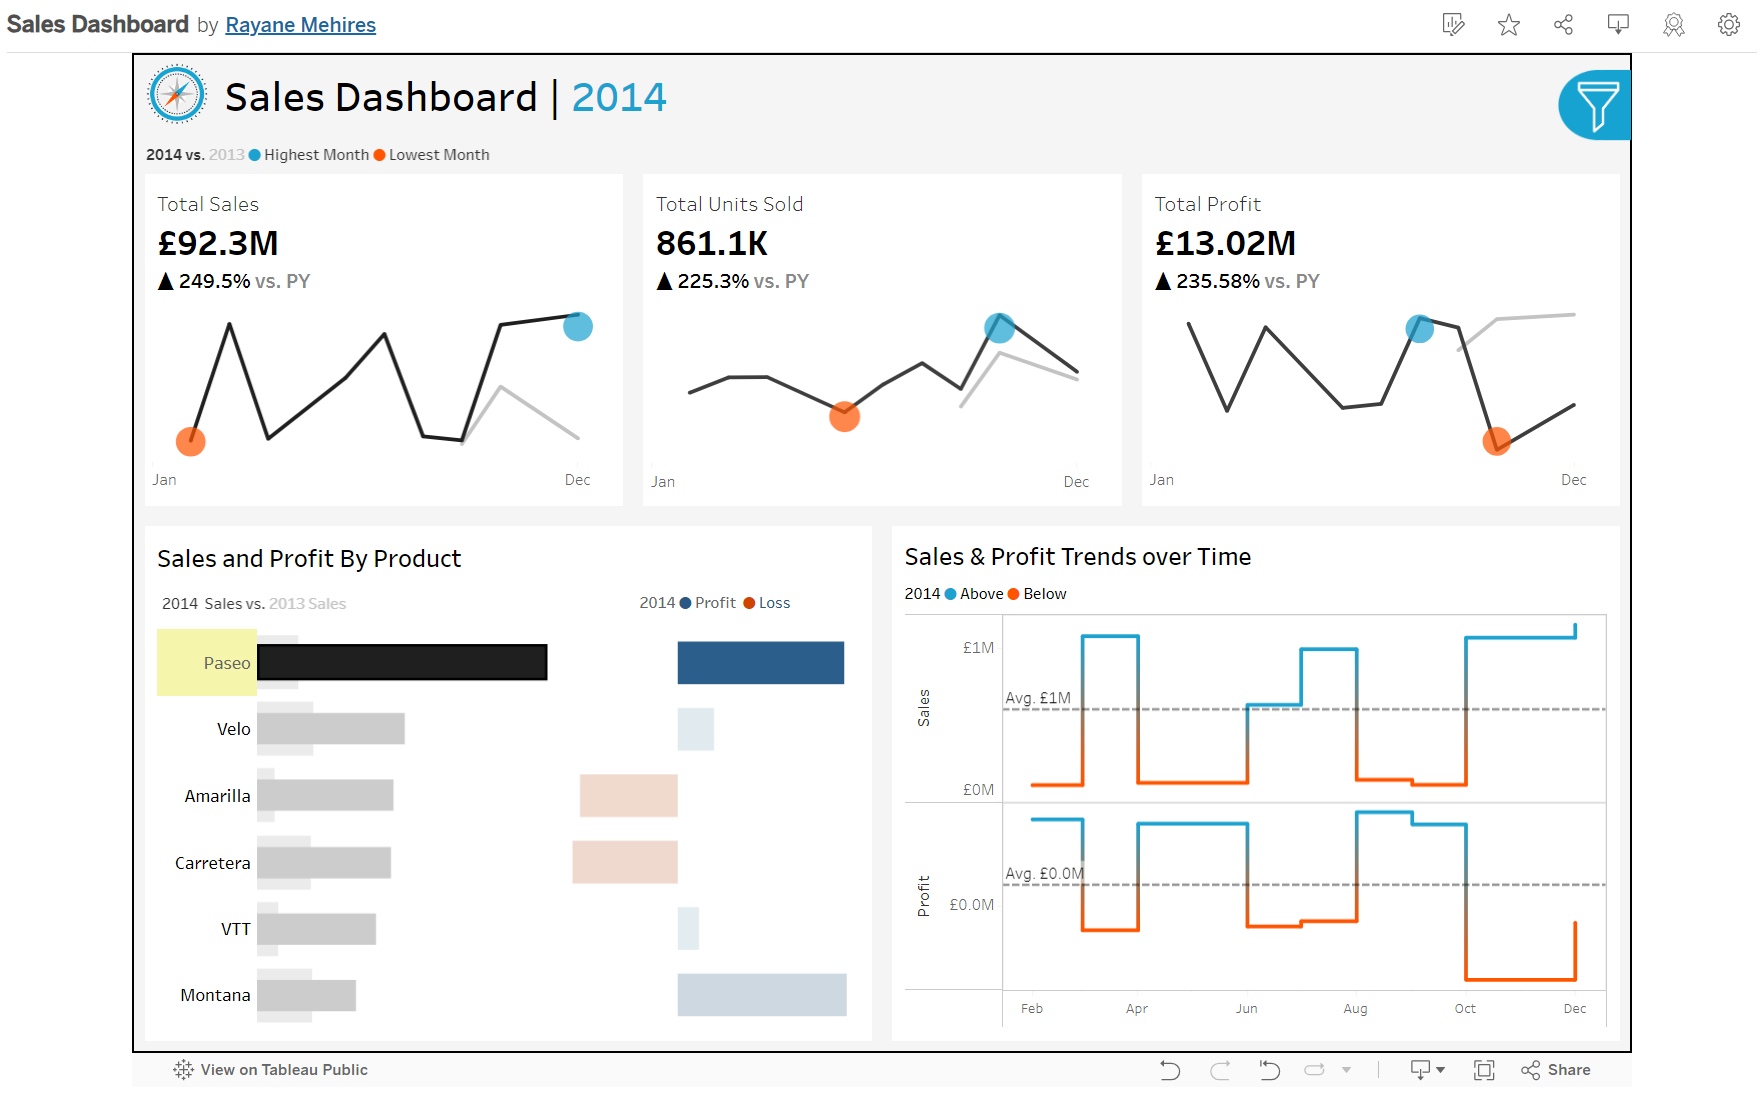 Sales Dashboard by Rayane Mehires
Sales Dashboard | 2014
2014 vs. 2013 Highest Month Lowest Month
Total Sales
£92.3M
▲ 249.5% vs. PY
Jan Dec
Total Units Sold
861.1K
▲ 225.3% vs. PY
Jan Dec
Total Profit
£13.02M
▲ 235.58% vs. PY
Jan Dec
Sales and Profit By Product
2014 Sales vs. 2013 Sales
2014 Profit Loss
Paseo
Velo
Amarilla
Carretera
VTT
Montana
Sales & Profit Trends over Time
2014 Above Below
Sales
£1M
Avg. £1M
£0M
Profit
Avg. £0.0M
£0.0M
Feb Apr Jun Aug Oct Dec
View on Tableau Public
Share